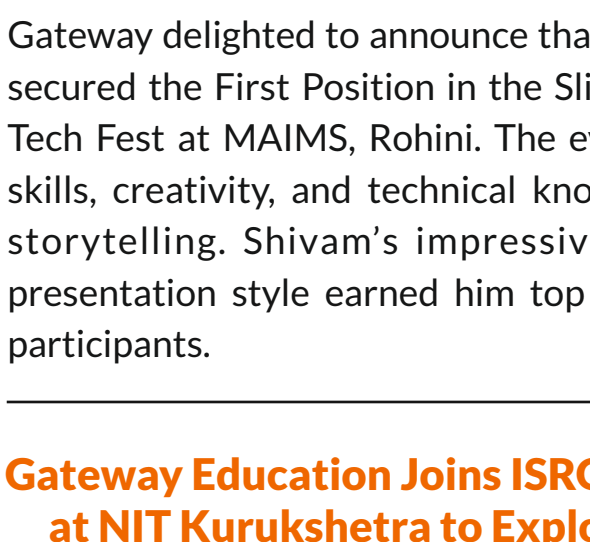 Gateway delighted to announce tha
secured the First Position in the Sli
Tech Fest at MAIMS, Rohini. The ev
skills, creativity, and technical kno
storytelling. Shivam’s impressiv
presentation style earned him top
participants.
Gateway Education Joins ISRO
at NIT Kurukshetra to Explo